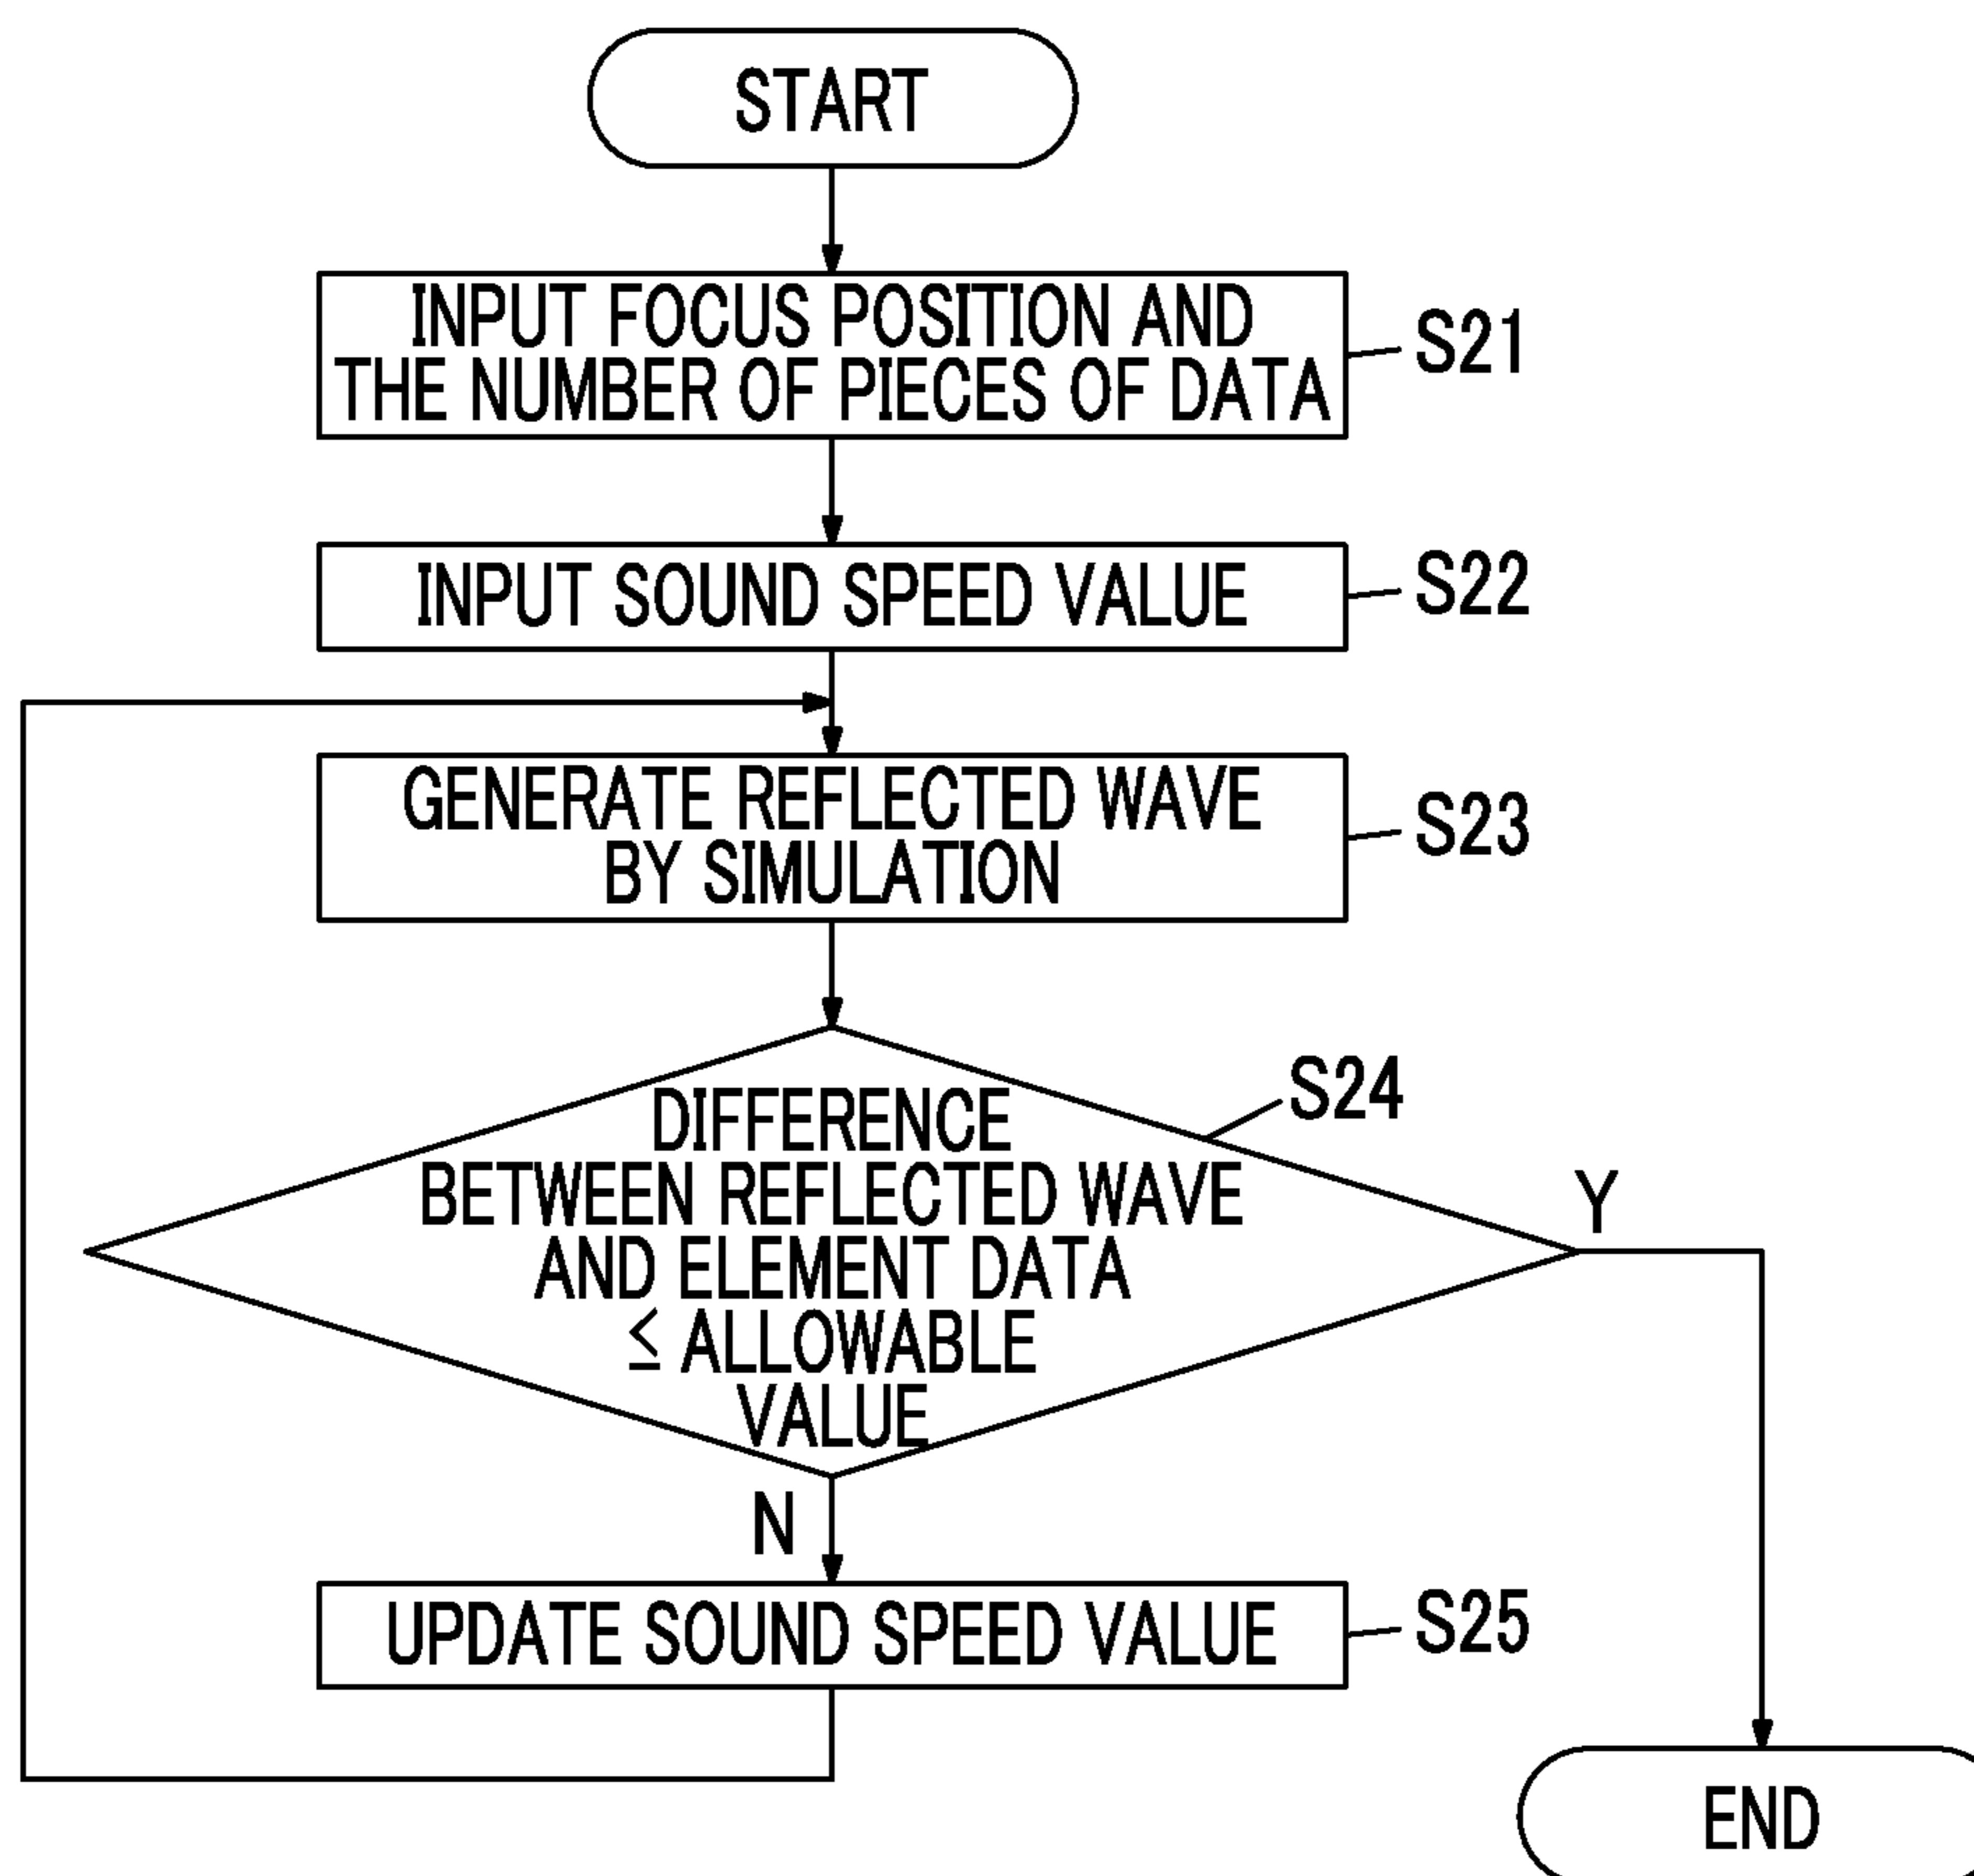 START
INPUT FOCUS POSITION AND
THE NUMBER OF PIECES OF DATA
S21
INPUT SOUND SPEED VALUE
S22
GENERATE REFLECTED WAVE
BY SIMULATION
S23
DIFFERENCE
BETWEEN REFLECTED WAVE
AND ELEMENT DATA
≤ ALLOWABLE
VALUE
S24
Y
N
UPDATE SOUND SPEED VALUE
S25
END